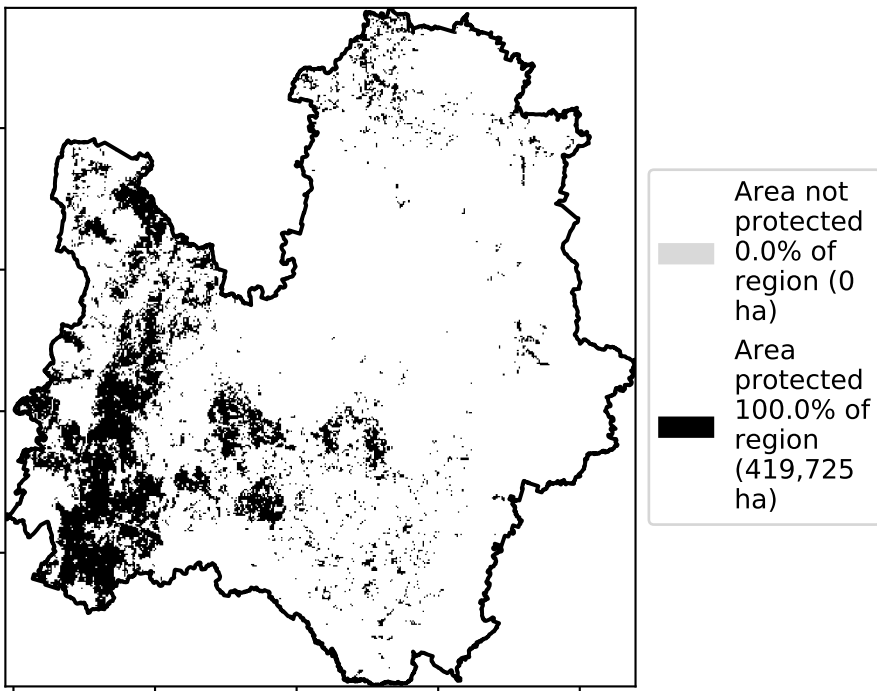 Area not
protected
0.0% of
region (0
ha)
Area
protected
100.0% of
region
(419,725
ha)